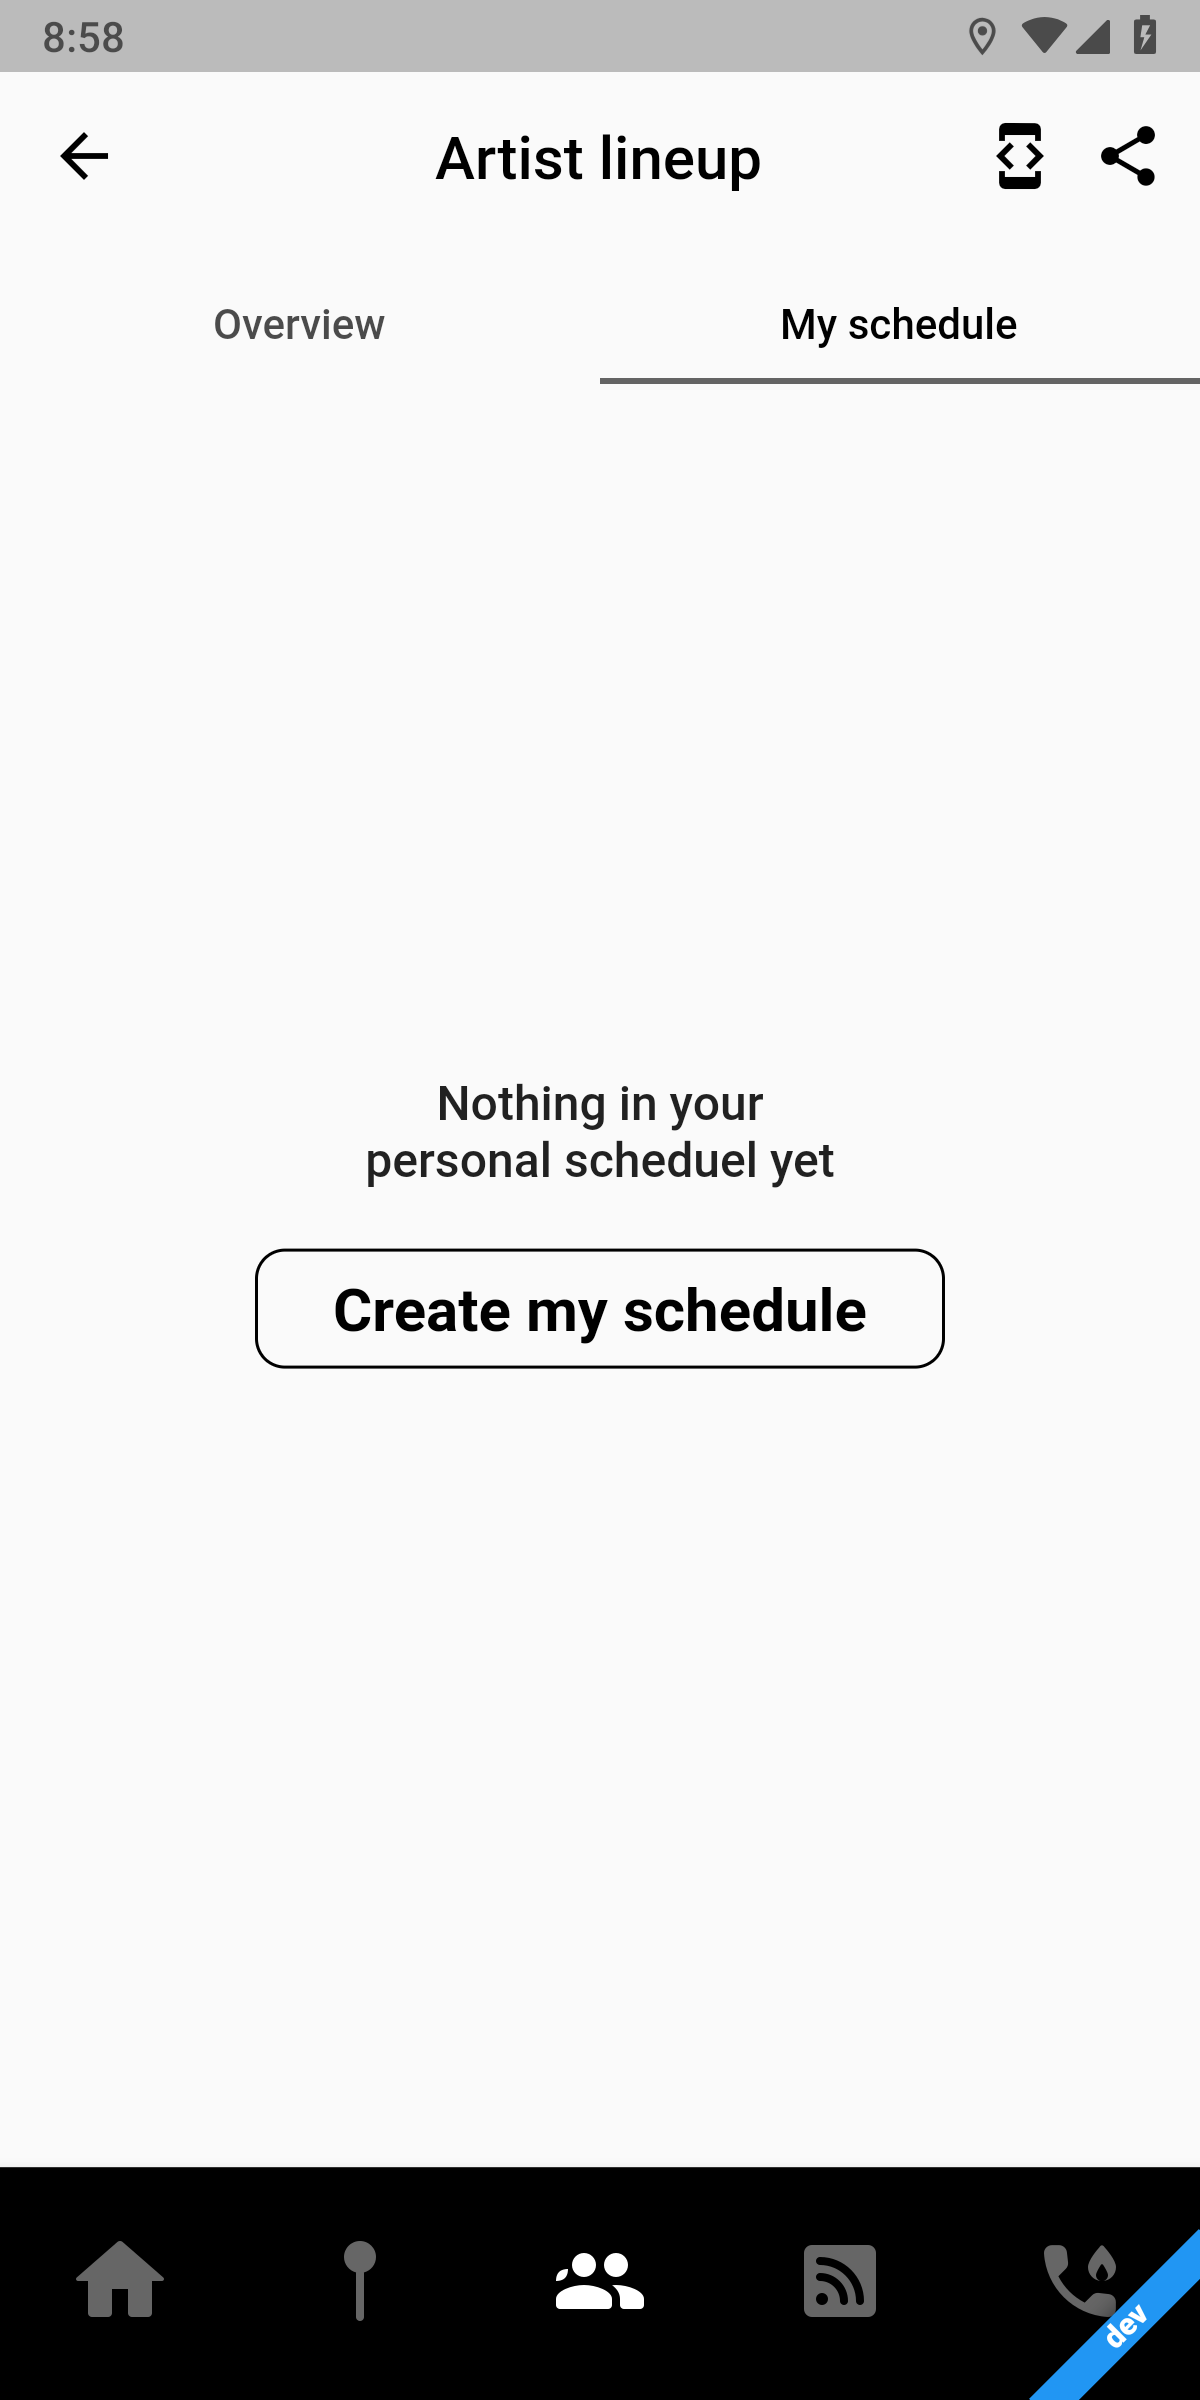 8:58
Artist lineup
Overview
My schedule
Nothing in your
personal scheduel yet
Create my schedule
dev